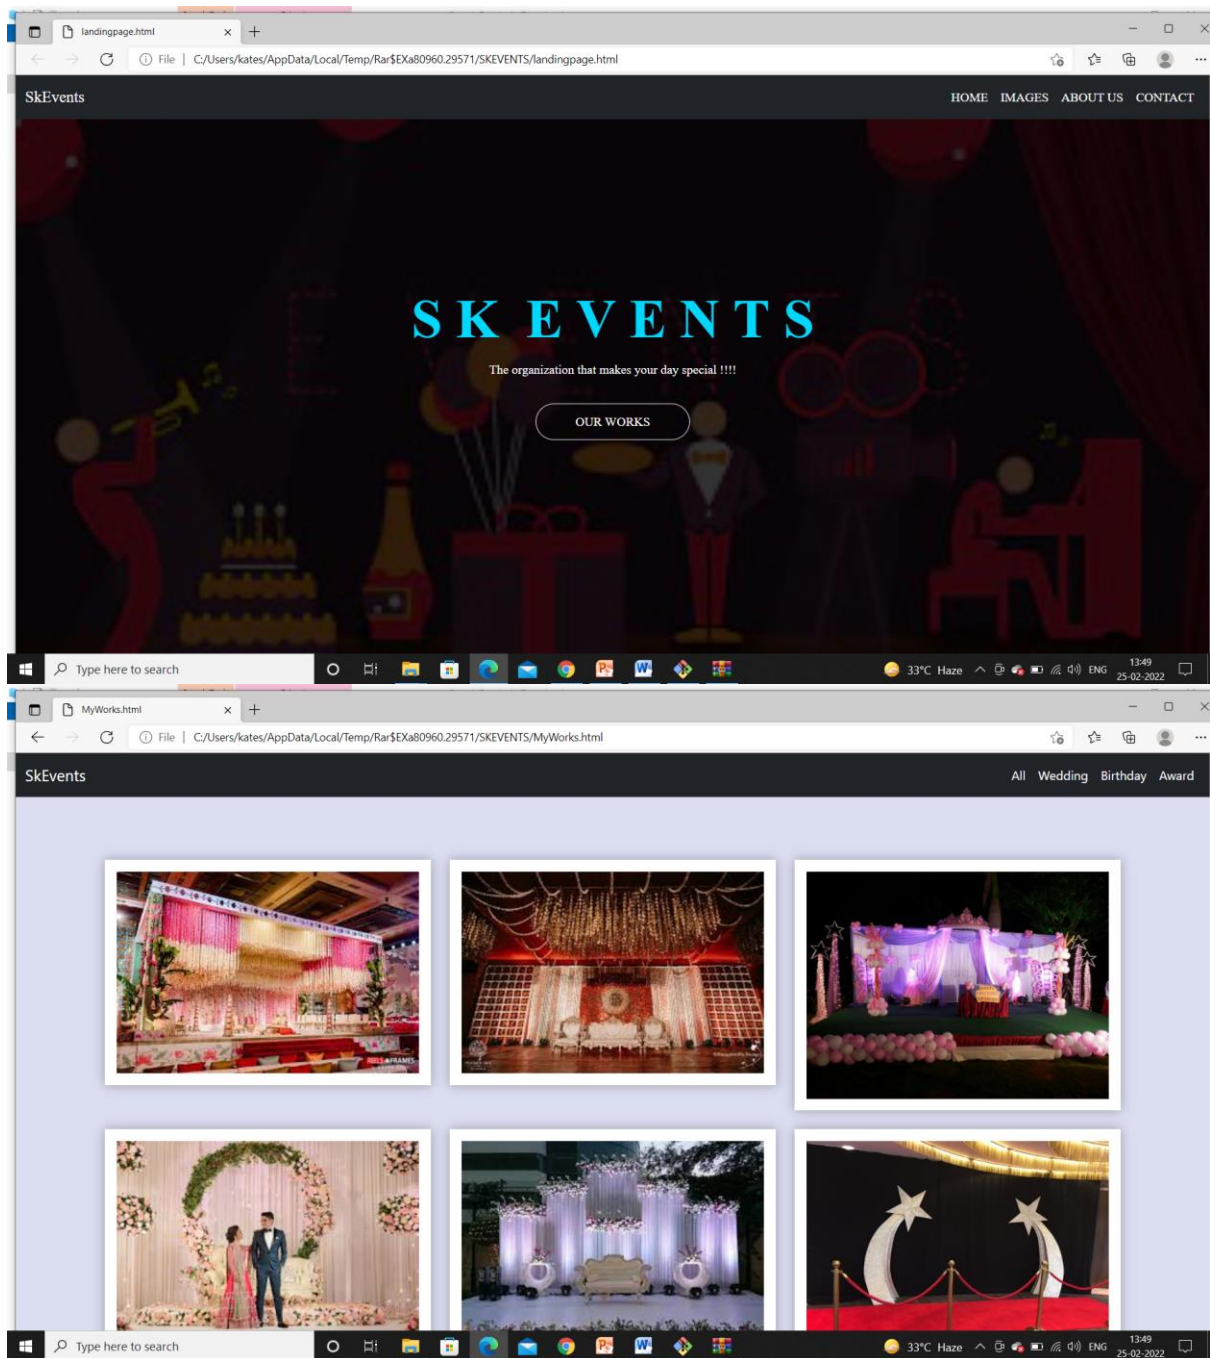 landingpage.html
File | C:/Users/kates/AppData/Local/Temp/Rar$EXa80960.29571/SKEVENTS/landingpage.html
SkEvents HOME IMAGES ABOUT US CONTACT
SK EVENTS
The organization that makes your day special !!!!
OUR WORKS
Type here to search 33°C Haze ENG 13:49
25-02-2022
MyWorks.html
File | C:/Users/kates/AppData/Local/Temp/Rar$EXa80960.29571/SKEVENTS/MyWorks.html
SkEvents All Wedding Birthday Award
REELS & FRAMES
Type here to search 33°C Haze ENG 13:49
25-02-2022